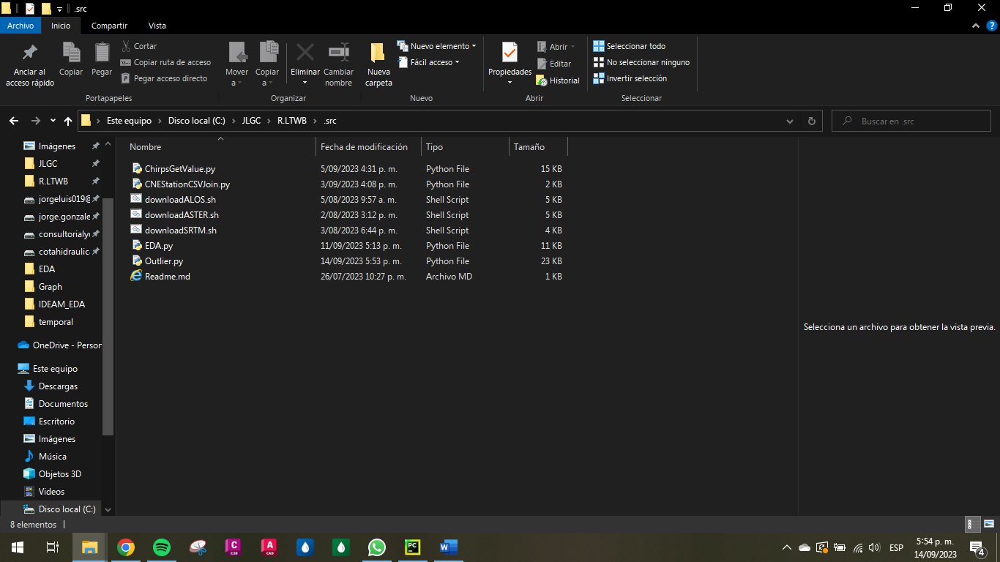 .src
Archivo Inicio Compartir Vista
Anclar al acceso rápido
Copiar
Pegar
Cortar
Copiar ruta de acceso
Pegar acceso directo
Portapapeles
Mover a
Copiar a
Eliminar
Cambiar nombre
Organizar
Nueva carpeta
Nuevo elemento
Fácil acceso
Nuevo
Propiedades
Abrir
Editar
Historial
Abrir
Seleccionar todo
No seleccionar ninguno
Invertir selección
Seleccionar
Este equipo > Disco local (C:) > JLGC > R.LTWB > .src
Buscar en .src
Imágenes
JLGC
R.LTWB
jorgeluis019@
jorge.gonzale
consultorialy
cotahidraulica
EDA
Graph
IDEAM_EDA
temporal
OneDrive - Person
Este equipo
Descargas
Documentos
Escritorio
Imágenes
Música
Objetos 3D
Videos
Disco local (C:)
Nombre Fecha de modificación Tipo Tamaño
ChirpsGetValue.py 5/09/2023 4:31 p. m. Python File 15 KB
CNEStationCSVJoin.py 3/09/2023 4:08 p. m. Python File 2 KB
downloadALOS.sh 5/08/2023 9:57 a. m. Shell Script 5 KB
downloadASTER.sh 2/08/2023 3:12 p. m. Shell Script 5 KB
downloadSRTM.sh 3/08/2023 6:44 p. m. Shell Script 4 KB
EDA.py 11/09/2023 5:13 p. m. Python File 11 KB
Outlier.py 14/09/2023 5:53 p. m. Python File 23 KB
Readme.md 26/07/2023 10:27 p. m. Archivo MD 1 KB
Selecciona un archivo para obtener la vista previa.
8 elementos
C
C3D
A
CAD
PC
W
ESP
5:54 p. m.
14/09/2023
4